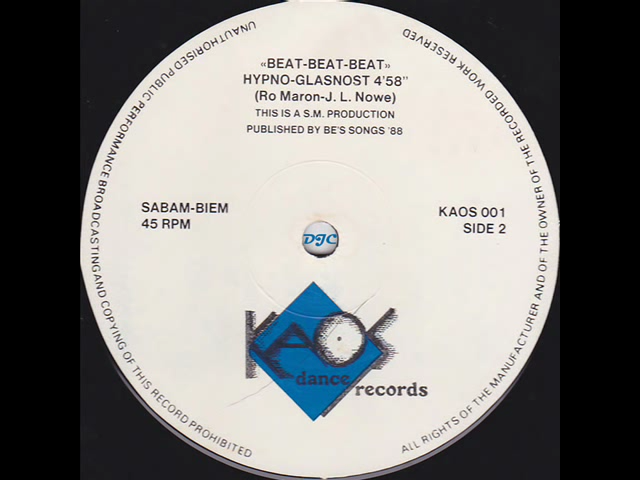 «BEAT-BEAT-BEAT»
HYPNO-GLASNOST 4'58"
(Ro Maron-J. L. Nowe)
THIS IS A S.M. PRODUCTION
PUBLISHED BY BE'S SONGS '88
SABAM-BIEM
45 RPM
KAOS 001
SIDE 2
DJC
KAOS
dance
records
ALL RIGHTS OF THE MANUFACTURER AND OF THE OWNER OF THE RECORDED WORK RESERVED
UNAUTHORISED PUBLIC PERFORMANCE BROADCASTING AND COPYING OF THIS RECORD PROHIBITED